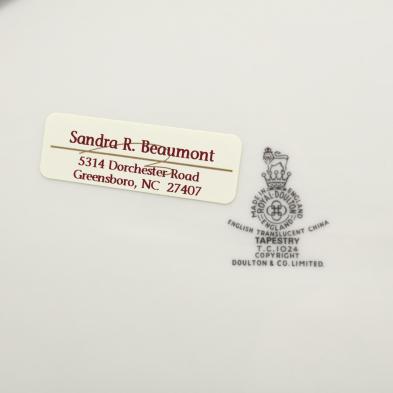 Sandra R. Beaumont
5314 Dorchester Road
Greensboro, NC 27407
MADE IN ENGLAND
ROYAL DOULTON
ENGLAND
ENGLISH TRANSLUCENT CHINA
TAPESTRY
T.C.1024
COPYRIGHT
DOULTON & CO. LIMITED.